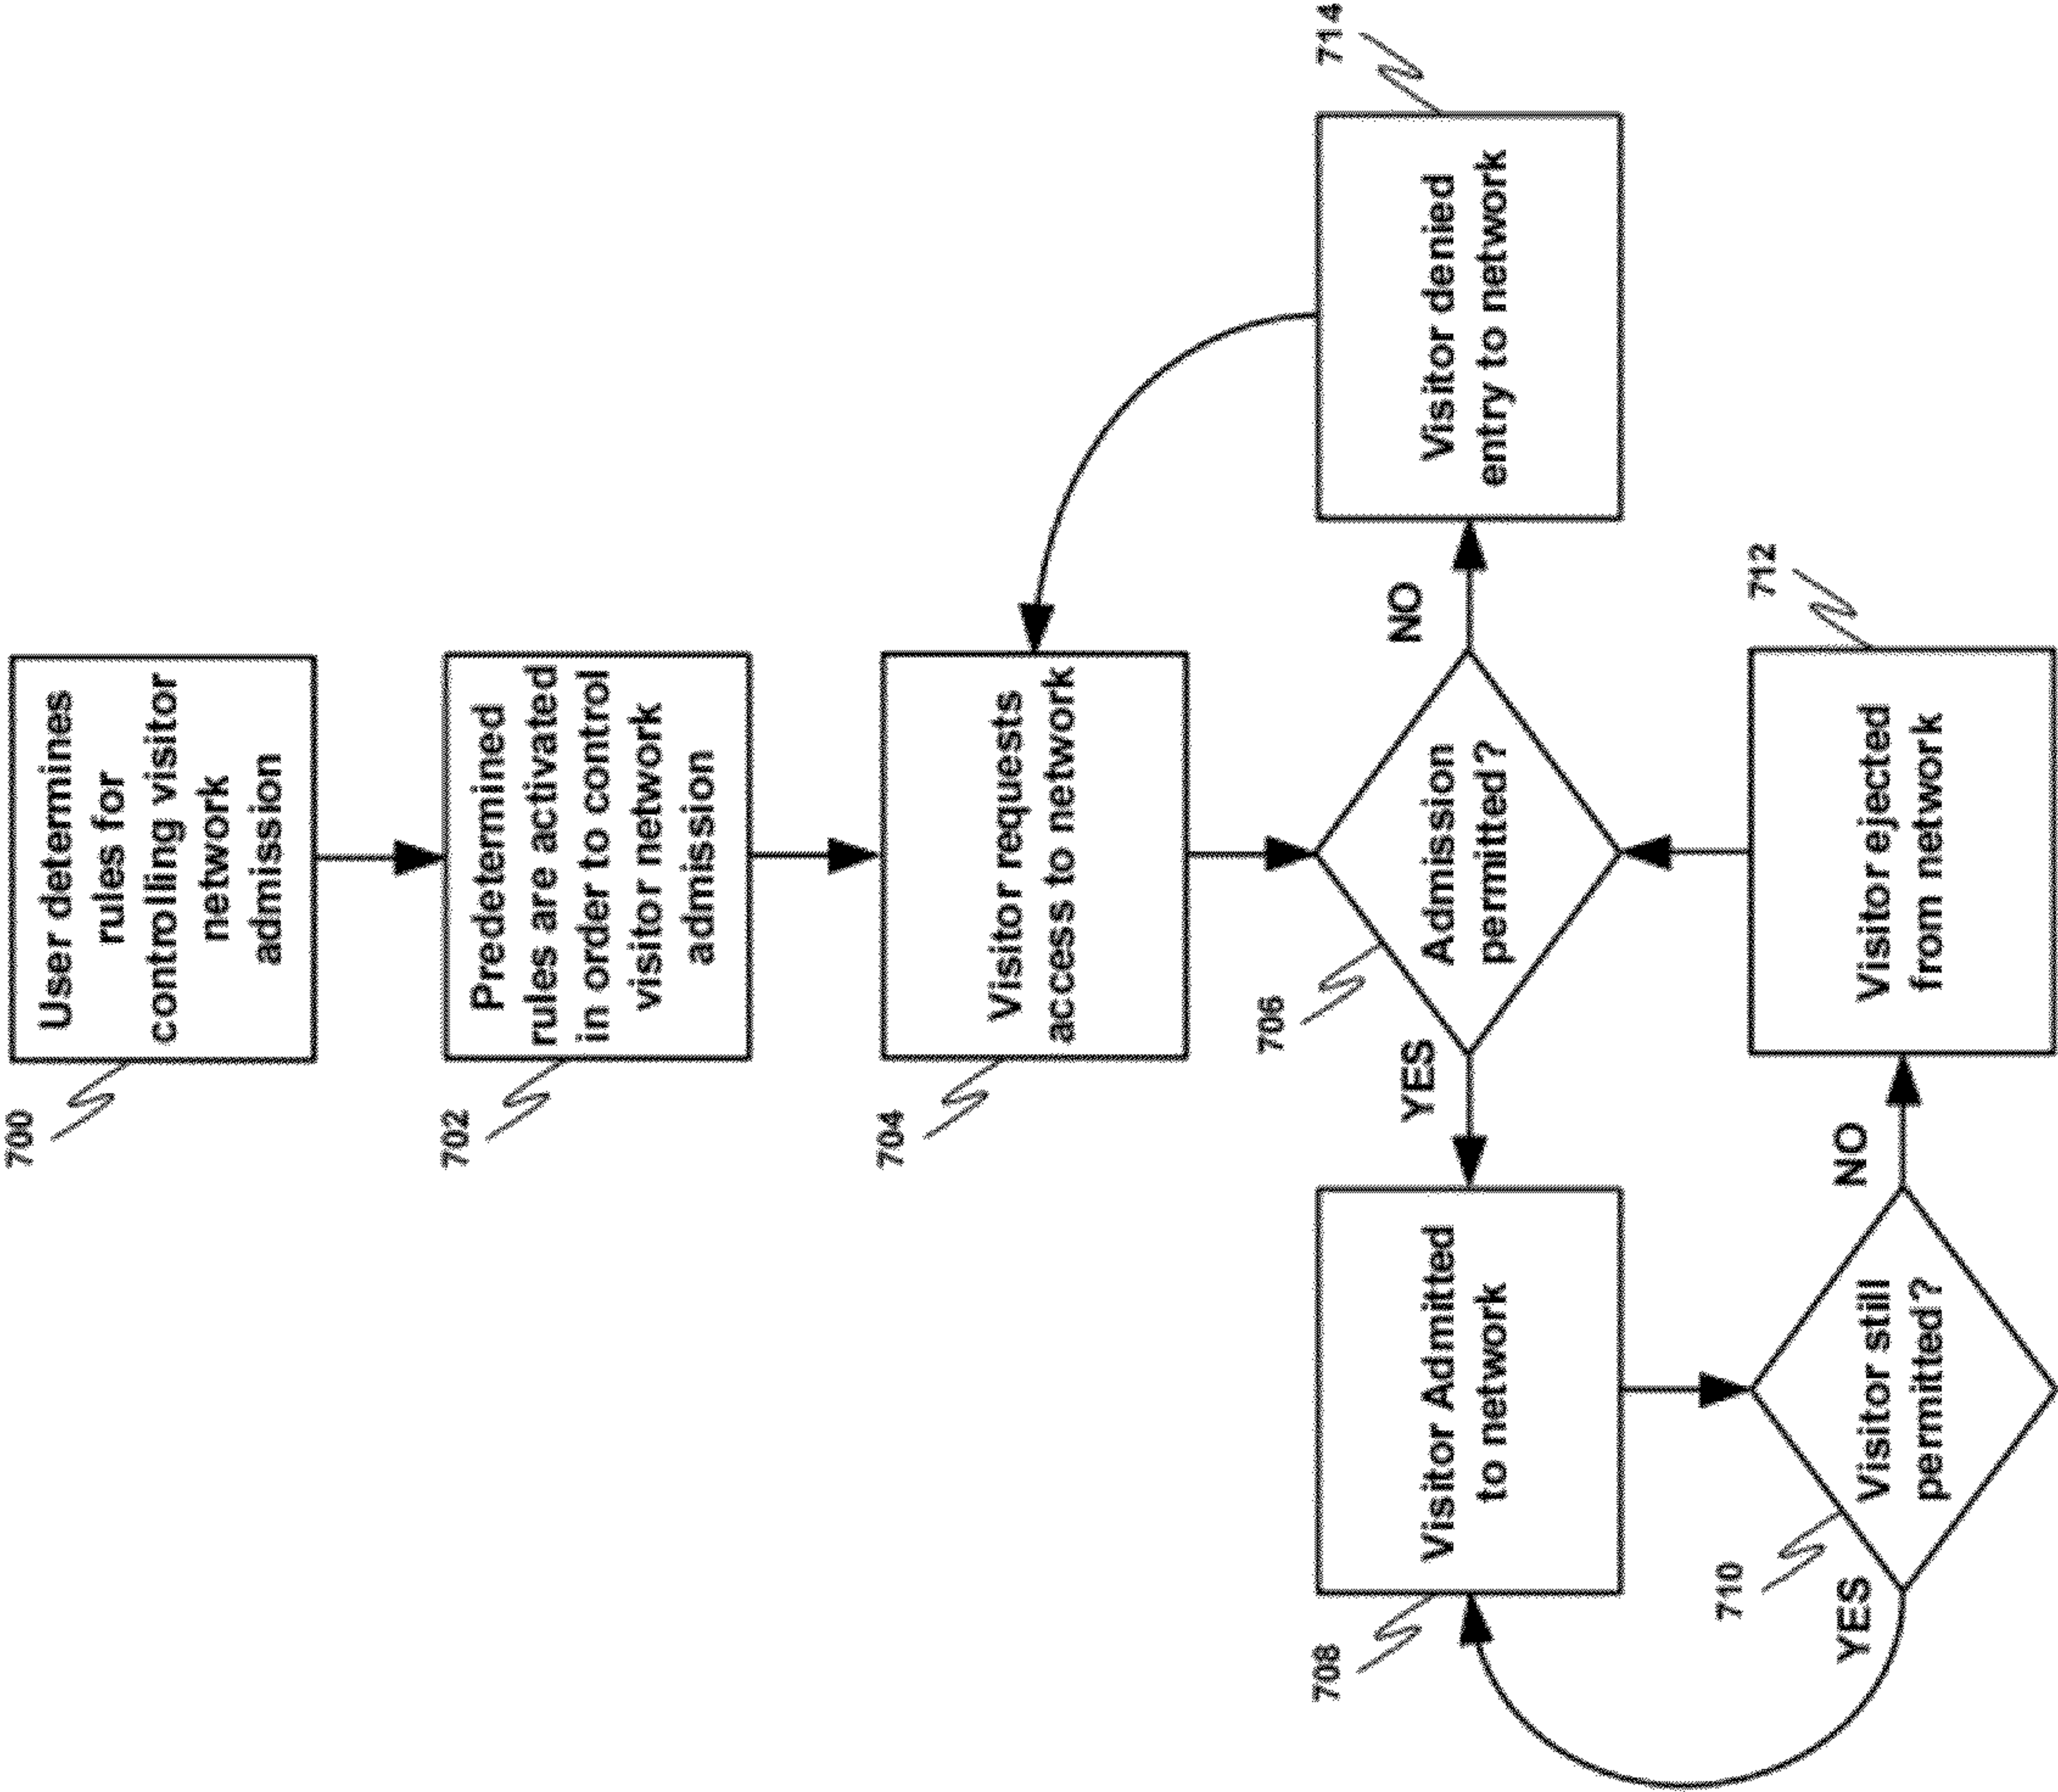 700
User determines
rules for
controlling visitor
network
admission
702
Predetermined
rules are activated
in order to control
visitor network
admission
704
Visitor requests
access to network
706
Admission
permitted?
YES
NO
708
Visitor Admitted
to network
714
Visitor denied
entry to network
710
Visitor still
permitted?
YES
NO
712
Visitor ejected
from network